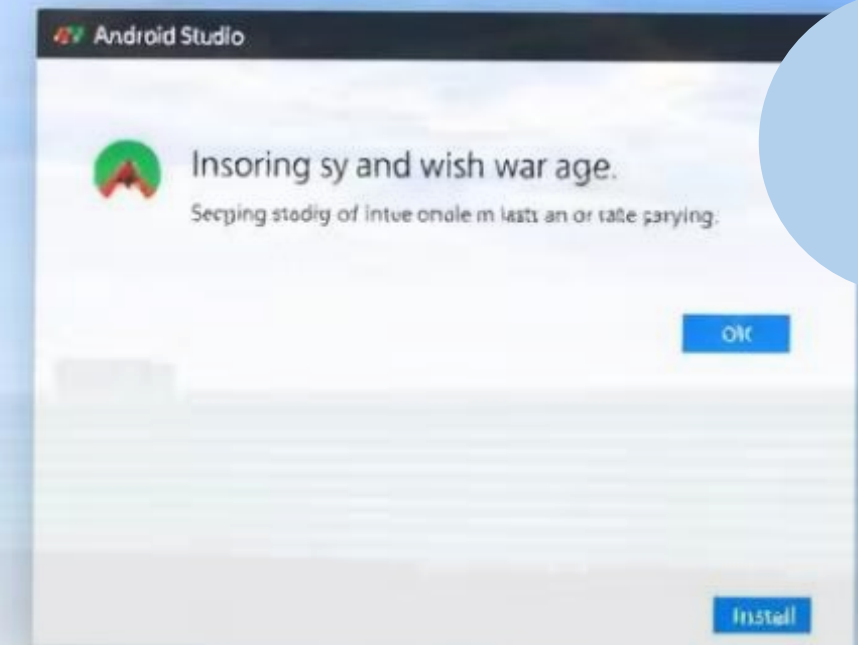 Android Studio
Insoring sy and wish war age.
Secping stodig of intue onale m lasts an or talle parying.
OK
Install